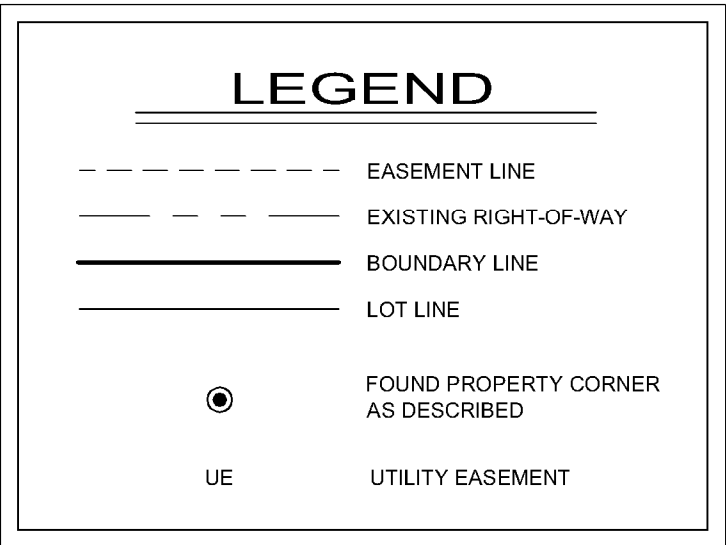 LEGEND
EASEMENT LINE
EXISTING RIGHT-OF-WAY
BOUNDARY LINE
LOT LINE
FOUND PROPERTY CORNER
AS DESCRIBED
UE UTILITY EASEMENT